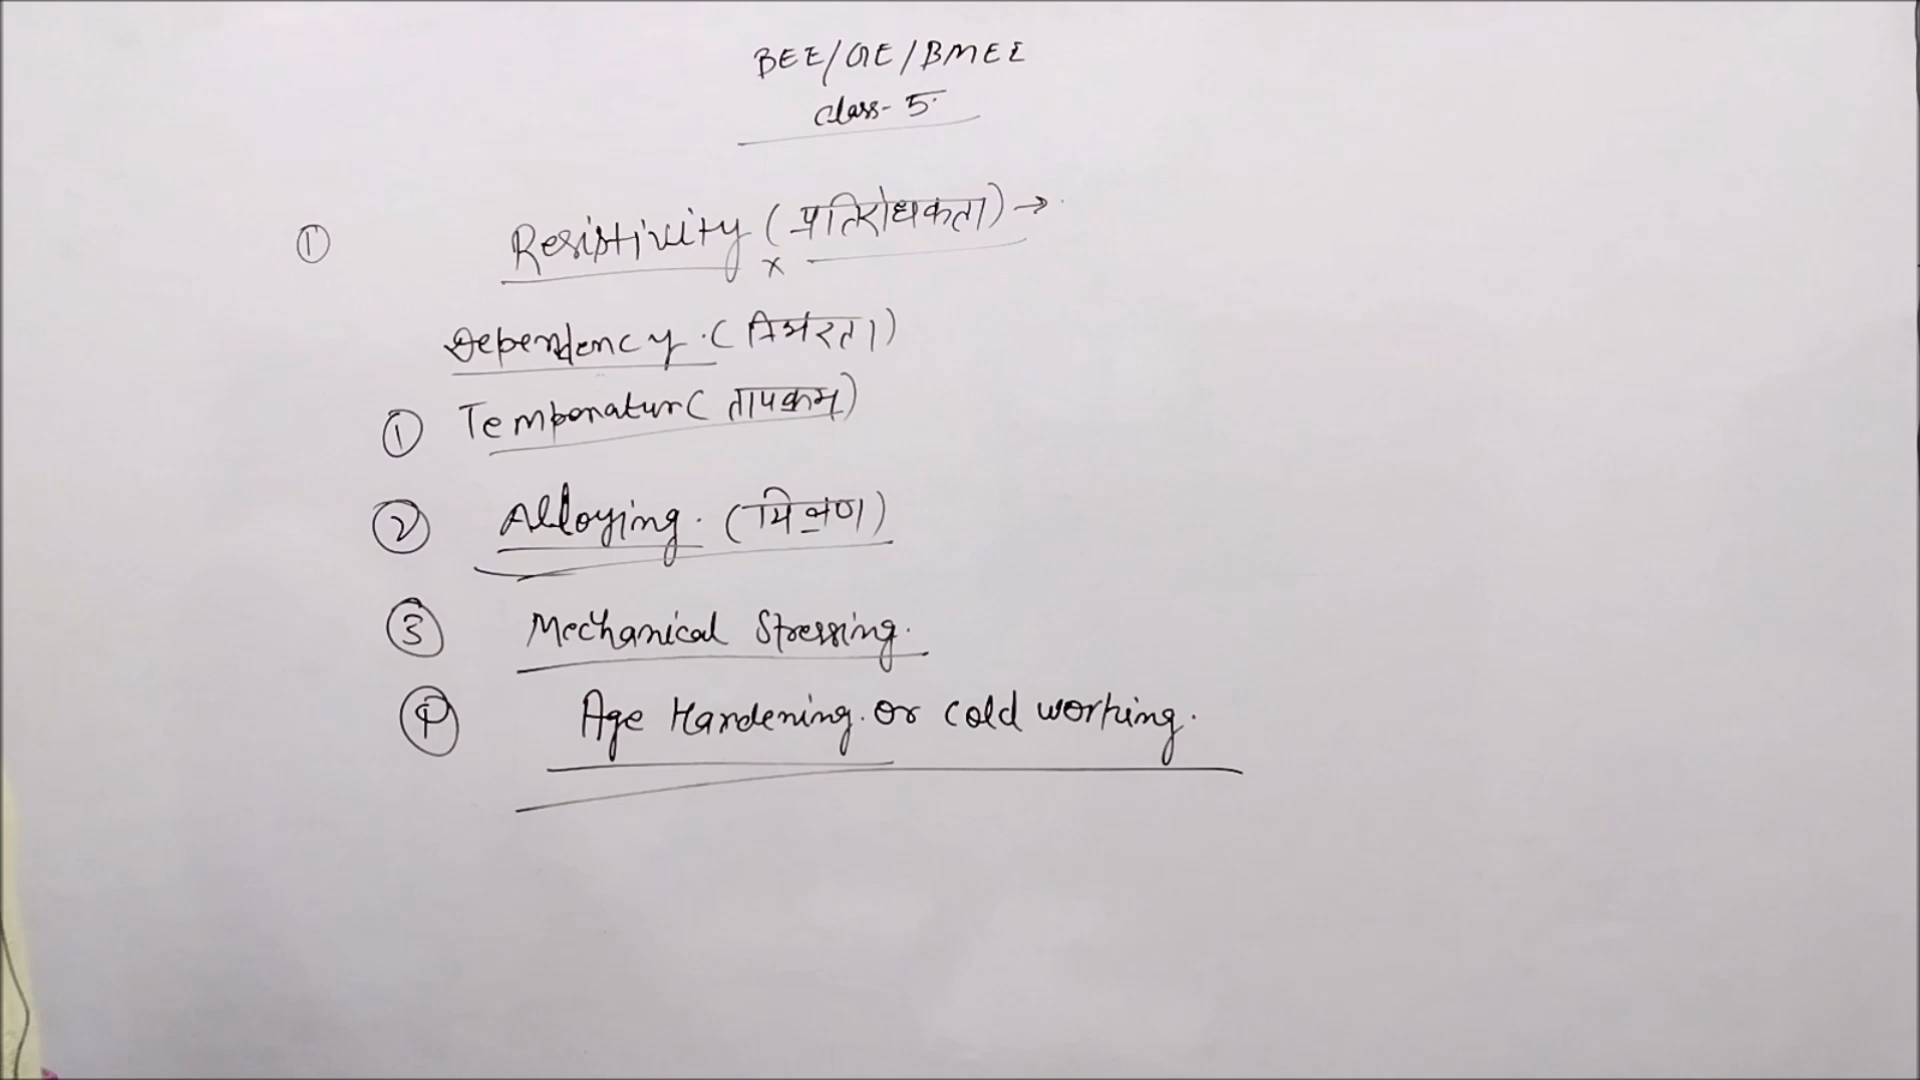 BEE/GE/BMEE
Class-5.
① Resistivity (प्रतिरोधकता) →
x
Dependency. (निर्भरता)
① Temperatur (तापक्रम)
② Alloying. (मिश्रण)
③ Mechanical Stressing.
④ Age Hardening. or cold working.